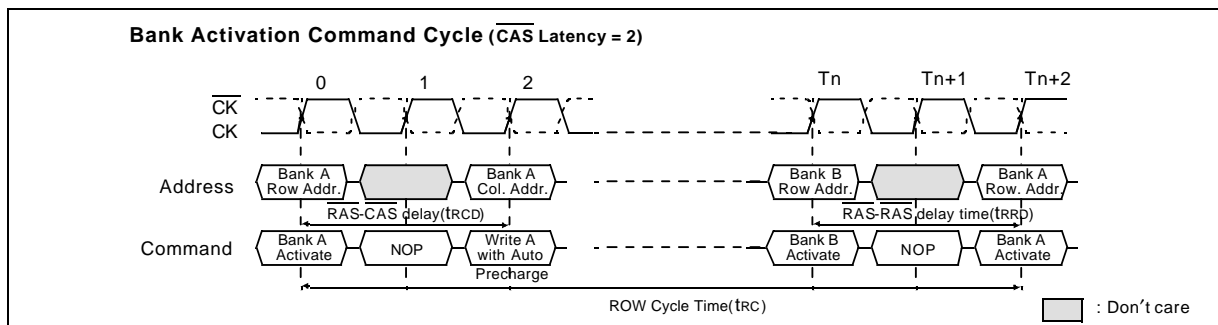 Bank Activation Command Cycle (CAS Latency = 2)
0 1 2 Tn Tn+1 Tn+2
CK
CK
Address
Bank A Row Addr.
Bank A Col. Addr.
Bank B Row Addr.
Bank A Row. Addr.
RAS-CAS delay(tRCD)
RAS-RAS delay time(tRRD)
Command
Bank A Activate
NOP
Write A with Auto Precharge
Bank B Activate
NOP
Bank A Activate
ROW Cycle Time(tRC)
: Don't care